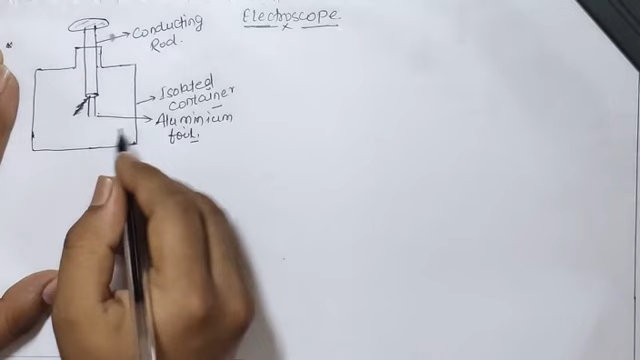 Electroscope.
Conducting
Rod.
Isolated
container
Aluminium
foil.